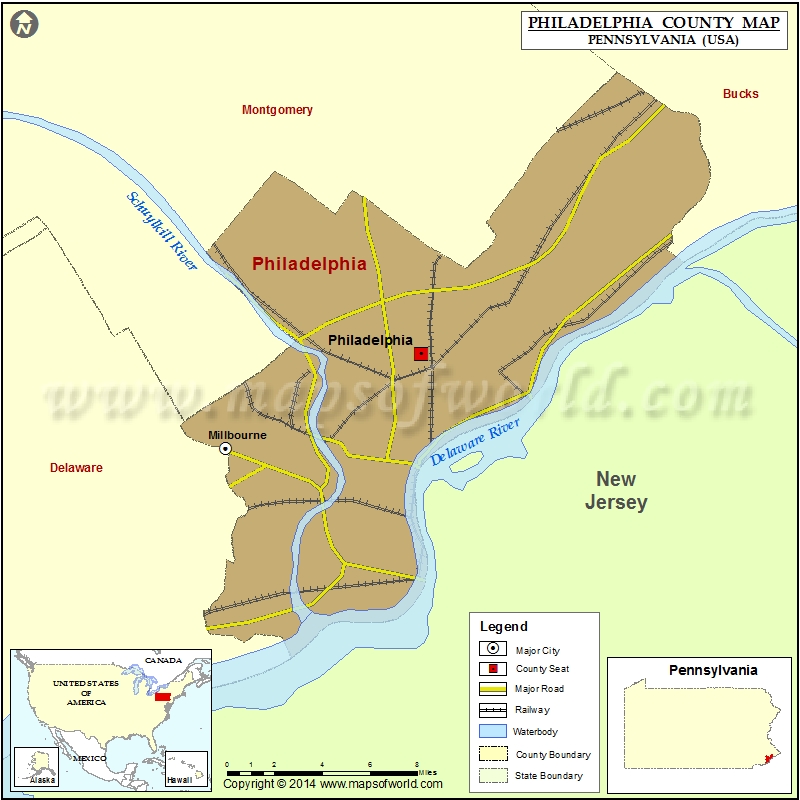 N
PHILADELPHIA COUNTY MAP
PENNSYLVANIA (USA)
Bucks
Montgomery
Schuylkill River
Philadelphia
Philadelphia
www.mapsofworld.com
Millbourne
Delaware River
Delaware
New
Jersey
Legend
Major City
County Seat
Major Road
Railway
Waterbody
County Boundary
State Boundary
CANADA
UNITED STATES
OF
AMERICA
MEXICO
Alaska
Hawaii
Pennsylvania
0 1 2 4 6 8
Miles
Copyright © 2014 www.mapsofworld.com